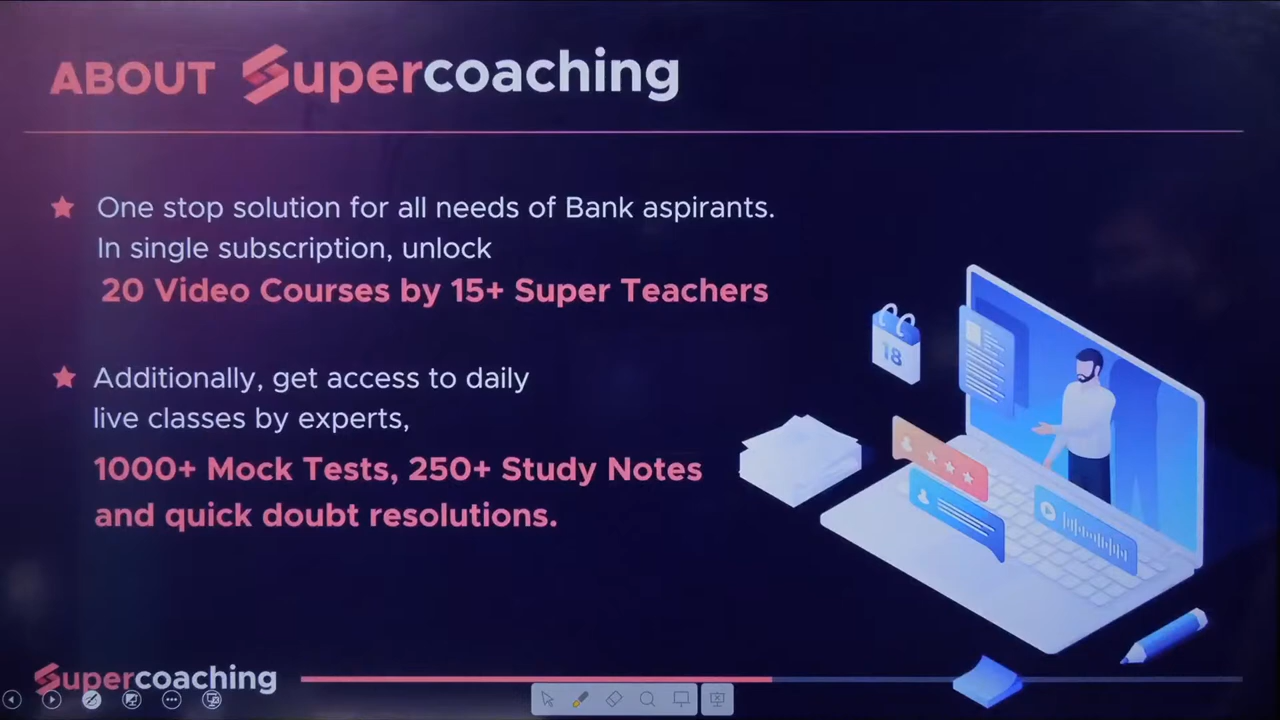 ABOUT Supercoaching
One stop solution for all needs of Bank aspirants.
In single subscription, unlock
20 Video Courses by 15+ Super Teachers
18
Additionally, get access to daily
live classes by experts,
1000+ Mock Tests, 250+ Study Notes
and quick doubt resolutions.
Supercoaching